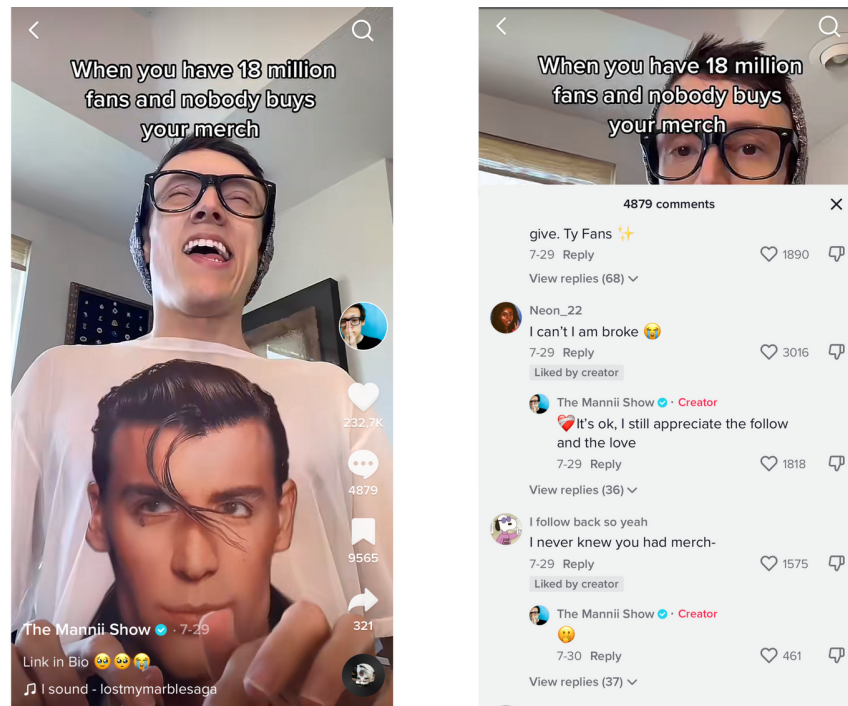 When you have 18 million
fans and nobody buys
your merch
232.7K
4879
9565
321
The Mannii Show · 7-29
Link in Bio 🥹🥹😭
♫ I sound - lostmymarblesaga
When you have 18 million
fans and nobody buys
your merch
4879 comments
give. Ty Fans ✨
7-29 Reply 1890
View replies (68)
Neon_22
I can't I am broke 😭
7-29 Reply 3016
Liked by creator
The Mannii Show · Creator
❤️‍🩹It's ok, I still appreciate the follow
and the love
7-29 Reply 1818
View replies (36)
I follow back so yeah
I never knew you had merch-
7-29 Reply 1575
Liked by creator
The Mannii Show · Creator
🤫
7-30 Reply 461
View replies (37)